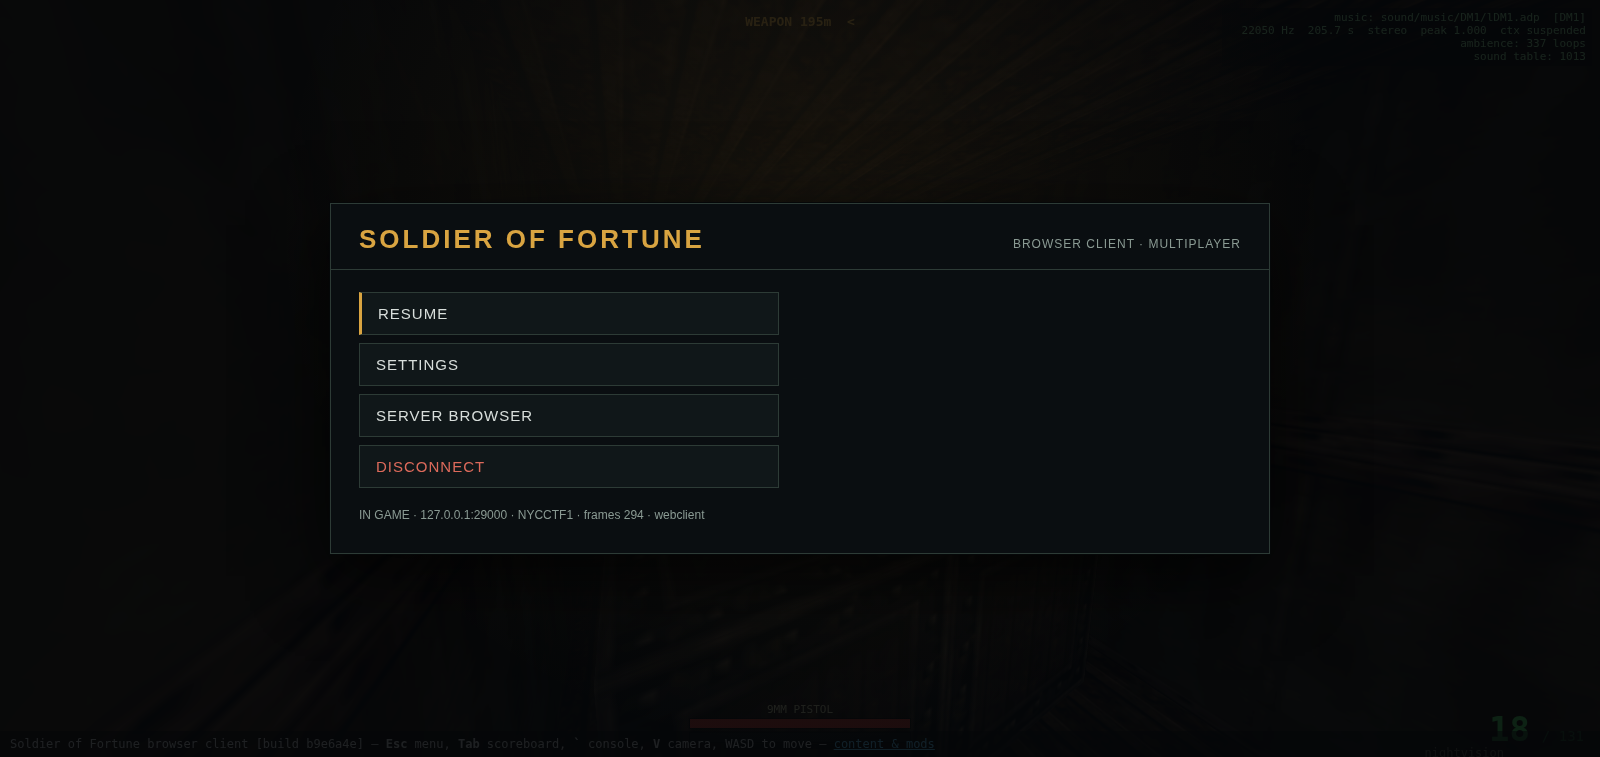 WEAPON 195m <
music: sound/music/DM1/lDM1.adp [DM1]
22050 Hz 205.7 s stereo peak 1.000 ctx suspended
ambience: 337 loops
sound table: 1013
SOLDIER OF FORTUNE
BROWSER CLIENT · MULTIPLAYER
RESUME
SETTINGS
SERVER BROWSER
DISCONNECT
IN GAME · 127.0.0.1:29000 · NYCCTF1 · frames 294 · webclient
9MM PISTOL
18
Soldier of Fortune browser client [build b9e6a4e] — Esc menu, Tab scoreboard, ` console, V camera, WASD to move — content & mods
nightvision